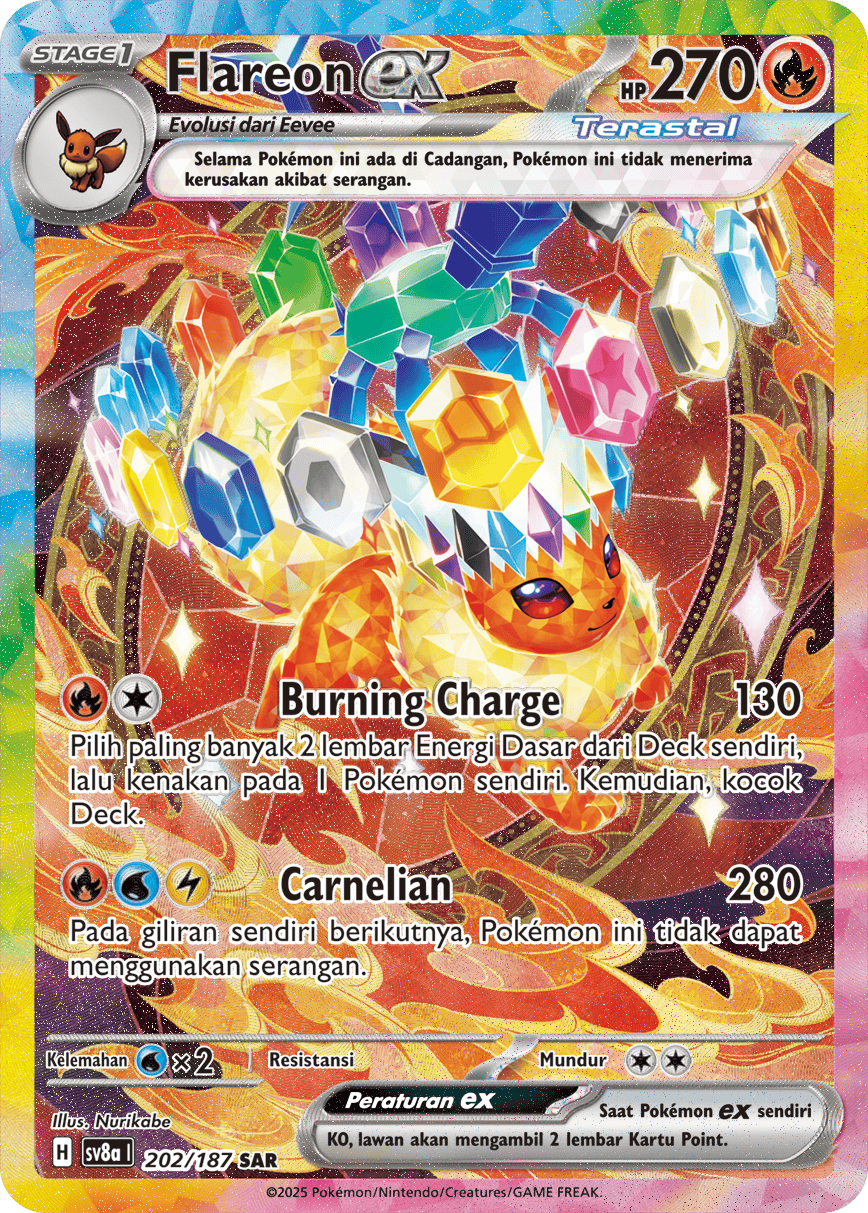 STAGE1
Flareon ex
HP 270
Evolusi dari Eevee
Terastal
Selama Pokémon ini ada di Cadangan, Pokémon ini tidak menerima
kerusakan akibat serangan.
Burning Charge 130
Pilih paling banyak 2 lembar Energi Dasar dari Deck sendiri,
lalu kenakan pada 1 Pokémon sendiri. Kemudian, kocok
Deck.
Carnelian 280
Pada giliran sendiri berikutnya, Pokémon ini tidak dapat
menggunakan serangan.
Kelemahan ×2 Resistansi Mundur
Peraturan ex
Saat Pokémon ex sendiri
KO, lawan akan mengambil 2 lembar Kartu Point.
Illus. Nurikabe
H sv8a I 202/187 SAR
©2025 Pokémon/Nintendo/Creatures/GAME FREAK.